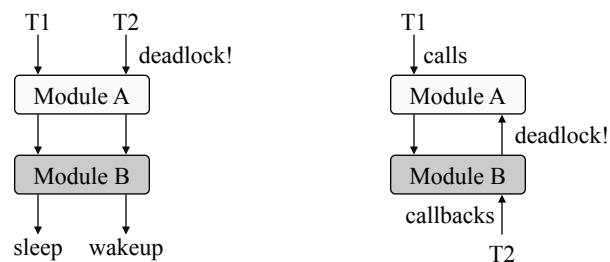 T1 T2
deadlock!
Module A
Module B
sleep wakeup
T1
calls
Module A
deadlock!
Module B
callbacks
T2